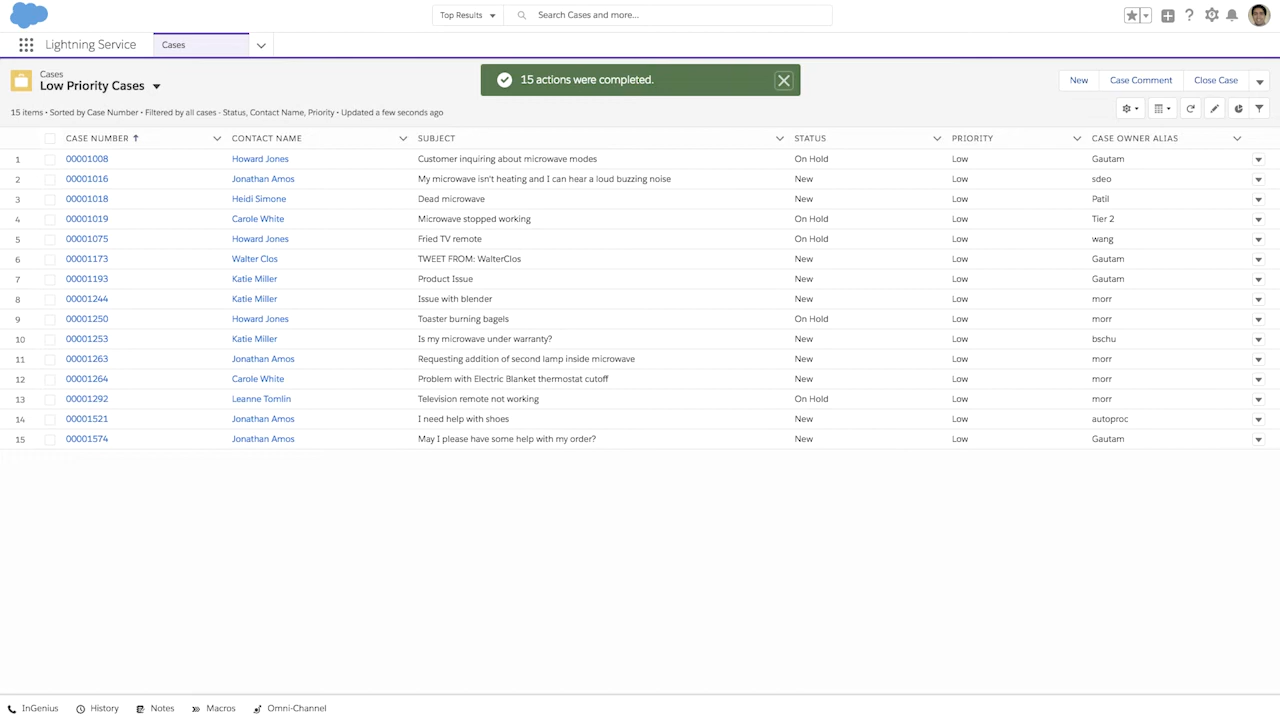 Top Results
Search Cases and more...
Lightning Service
Cases
Cases
Low Priority Cases
15 actions were completed.
New
Case Comment
Close Case
15 items • Sorted by Case Number • Filtered by all cases - Status, Contact Name, Priority • Updated a few seconds ago
CASE NUMBER CONTACT NAME SUBJECT STATUS PRIORITY CASE OWNER ALIAS
1 00001008 Howard Jones Customer inquiring about microwave modes On Hold Low Gautam
2 00001016 Jonathan Amos My microwave isn't heating and I can hear a loud buzzing noise New Low sdeo
3 00001018 Heidi Simone Dead microwave New Low Patil
4 00001019 Carole White Microwave stopped working On Hold Low Tier 2
5 00001075 Howard Jones Fried TV remote On Hold Low wang
6 00001173 Walter Clos TWEET FROM: WalterClos New Low Gautam
7 00001193 Katie Miller Product Issue New Low Gautam
8 00001244 Katie Miller Issue with blender New Low morr
9 00001250 Howard Jones Toaster burning bagels On Hold Low morr
10 00001253 Katie Miller Is my microwave under warranty? New Low bschu
11 00001263 Jonathan Amos Requesting addition of second lamp inside microwave New Low morr
12 00001264 Carole White Problem with Electric Blanket thermostat cutoff New Low morr
13 00001292 Leanne Tomlin Television remote not working On Hold Low morr
14 00001521 Jonathan Amos I need help with shoes New Low autoproc
15 00001574 Jonathan Amos May I please have some help with my order? New Low Gautam
InGenius History Notes Macros Omni-Channel